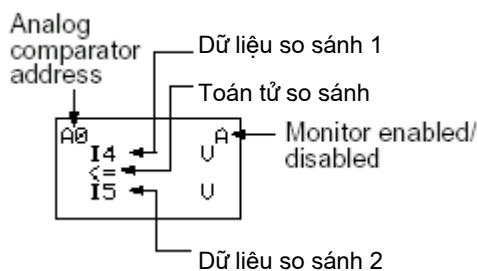 Analog
comparator
address
Dữ liệu so sánh 1
Toán tử so sánh
A0 A
I4 V
<=
I5 V
Monitor enabled/
disabled
Dữ liệu so sánh 2